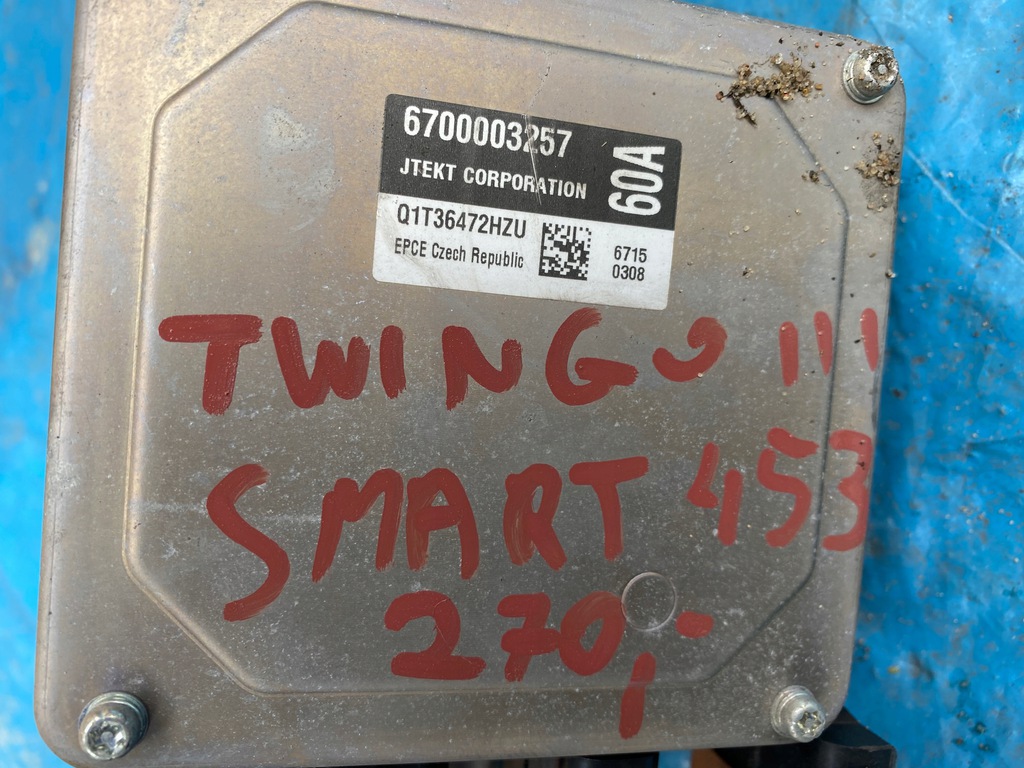 6700003257
JTEKT CORPORATION
60A
Q1T36472HZU
EPCE Czech Republic
6715
0308
TWINGO III
SMART 453
270,-